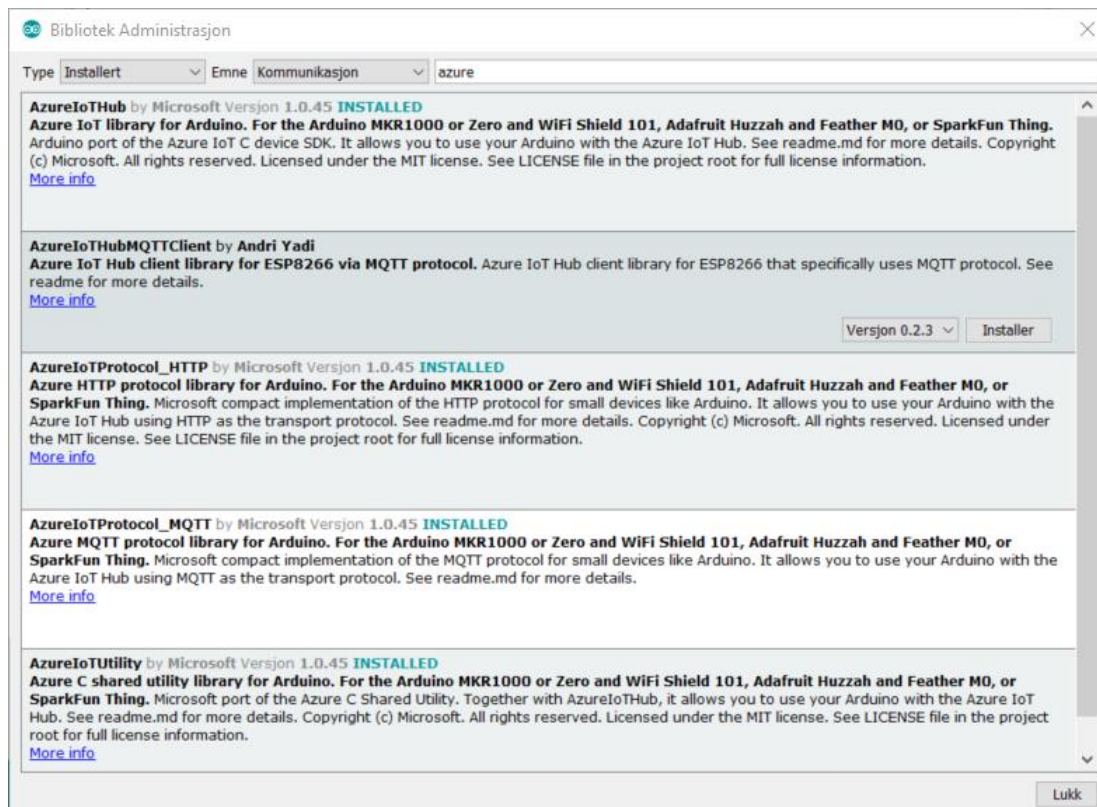 Bibliotek Administrasjon
Type Installert Emne Kommunikasjon azure
AzureIoTHub by Microsoft Versjon 1.0.45 INSTALLED
Azure IoT library for Arduino. For the Arduino MKR1000 or Zero and WiFi Shield 101, Adafruit Huzzah and Feather M0, or SparkFun Thing.
Arduino port of the Azure IoT C device SDK. It allows you to use your Arduino with the Azure IoT Hub. See readme.md for more details. Copyright
(c) Microsoft. All rights reserved. Licensed under the MIT license. See LICENSE file in the project root for full license information.
More info
AzureIoTHubMQTTClient by Andri Yadi
Azure IoT Hub client library for ESP8266 via MQTT protocol. Azure IoT Hub client library for ESP8266 that specifically uses MQTT protocol. See
readme for more details.
More info
Versjon 0.2.3 Installer
AzureIoTProtocol_HTTP by Microsoft Versjon 1.0.45 INSTALLED
Azure HTTP protocol library for Arduino. For the Arduino MKR1000 or Zero and WiFi Shield 101, Adafruit Huzzah and Feather M0, or
SparkFun Thing. Microsoft compact implementation of the HTTP protocol for small devices like Arduino. It allows you to use your Arduino with the
Azure IoT Hub using HTTP as the transport protocol. See readme.md for more details. Copyright (c) Microsoft. All rights reserved. Licensed under
the MIT license. See LICENSE file in the project root for full license information.
More info
AzureIoTProtocol_MQTT by Microsoft Versjon 1.0.45 INSTALLED
Azure MQTT protocol library for Arduino. For the Arduino MKR1000 or Zero and WiFi Shield 101, Adafruit Huzzah and Feather M0, or
SparkFun Thing. Microsoft compact implementation of the MQTT protocol for small devices like Arduino. It allows you to use your Arduino with the
Azure IoT Hub using MQTT as the transport protocol. See readme.md for more details.
More info
AzureIoTUtility by Microsoft Versjon 1.0.45 INSTALLED
Azure C shared utility library for Arduino. For the Arduino MKR1000 or Zero and WiFi Shield 101, Adafruit Huzzah and Feather M0, or
SparkFun Thing. Microsoft port of the Azure C Shared Utility. Together with AzureIoTHub, it allows you to use your Arduino with the Azure IoT
Hub. See readme.md for more details. Copyright (c) Microsoft. All rights reserved. Licensed under the MIT license. See LICENSE file in the project
root for full license information.
More info
Lukk